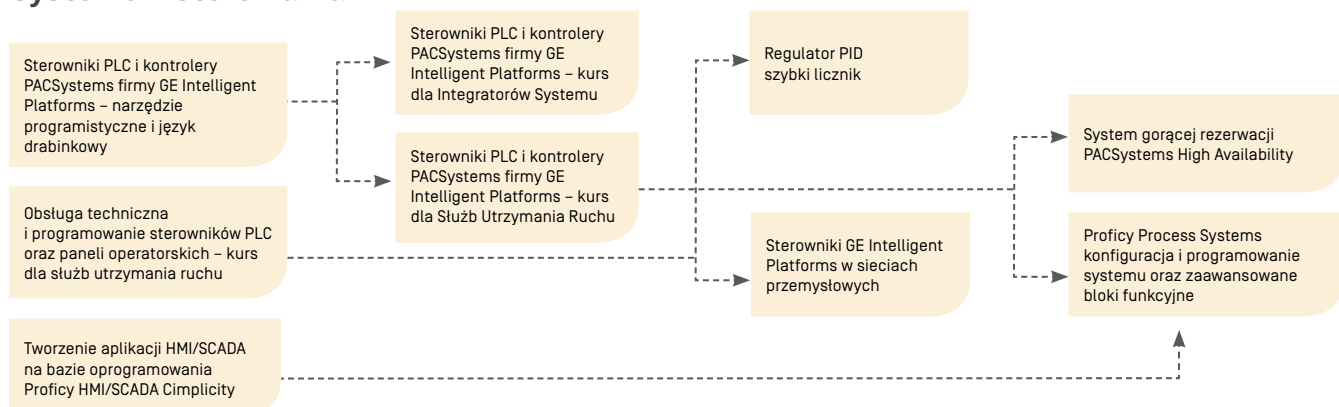 Sterowniki PLC i kontrolery
PACSystems firmy GE Intelligent
Platforms – narzędzie
programistyczne i język
drabinkowy
Obsługa techniczna
i programowanie sterowników PLC
oraz paneli operatorskich – kurs
dla służb utrzymania ruchu
Tworzenie aplikacji HMI/SCADA
na bazie oprogramowania
Proficy HMI/SCADA Cimplicity
Sterowniki PLC i kontrolery
PACSystems firmy GE
Intelligent Platforms – kurs
dla Integratorów Systemu
Sterowniki PLC i kontrolery
PACSystems firmy GE
Intelligent Platforms – kurs
dla Służb Utrzymania Ruchu
Regulator PID
szybki licznik
Sterowniki GE Intelligent
Platforms w sieciach
przemysłowych
System gorącej rezerwacji
PACSystems High Availability
Proficy Process Systems
konfiguracja i programowanie
systemu oraz zaawansowane
bloki funkcyjne